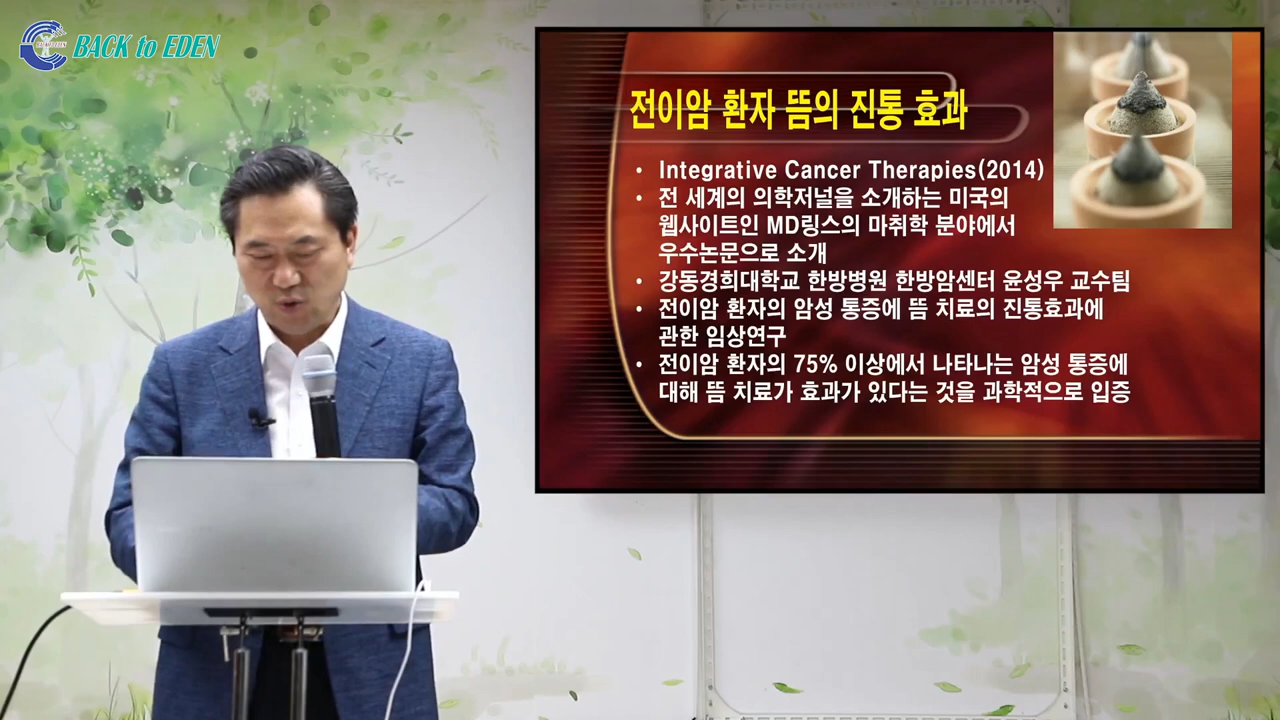 BACK to EDEN
전이암 환자 뜸의 진통 효과
• Integrative Cancer Therapies(2014)
• 전 세계의 의학저널을 소개하는 미국의
웹사이트인 MD링스의 마취학 분야에서
우수논문으로 소개
• 강동경희대학교 한방병원 한방암센터 윤성우 교수팀
• 전이암 환자의 암성 통증에 뜸 치료의 진통효과에
관한 임상연구
• 전이암 환자의 75% 이상에서 나타나는 암성 통증에
대해 뜸 치료가 효과가 있다는 것을 과학적으로 입증